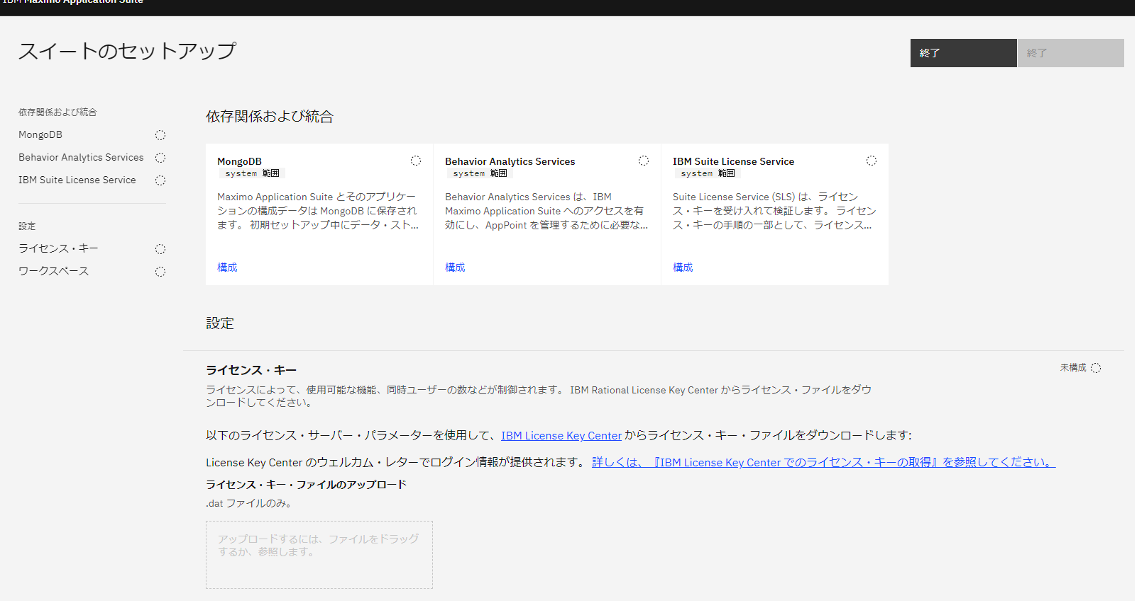 IBM Maximo Application Suite
スイートのセットアップ
終了
終了
依存関係および統合
MongoDB
Behavior Analytics Services
IBM Suite License Service
設定
ライセンス・キー
ワークスペース
依存関係および統合
MongoDB
system 範囲
Maximo Application Suite とそのアプリケー
ションの構成データは MongoDB に保存され
ます。 初期セットアップ中にデータ・スト...
構成
Behavior Analytics Services
system 範囲
Behavior Analytics Services は、IBM
Maximo Application Suite へのアクセスを有
効にし、AppPoint を管理するために必要な...
構成
IBM Suite License Service
system 範囲
Suite License Service (SLS) は、ライセン
ス・キーを受け入れて検証します。 ライセン
ス・キーの手順の一部として、ライセンス...
構成
設定
ライセンス・キー
未構成
ライセンスによって、使用可能な機能、同時ユーザーの数などが制御されます。 IBM Rational License Key Center からライセンス・ファイルをダウ
ンロードしてください。
以下のライセンス・サーバー・パラメーターを使用して、IBM License Key Center からライセンス・キー・ファイルをダウンロードします:
License Key Center のウェルカム・レターでログイン情報が提供されます。 詳しくは、『IBM License Key Center でのライセンス・キーの取得』を参照してください。
ライセンス・キー・ファイルのアップロード
.dat ファイルのみ。
アップロードするには、ファイルをドラッグ
するか、参照します。